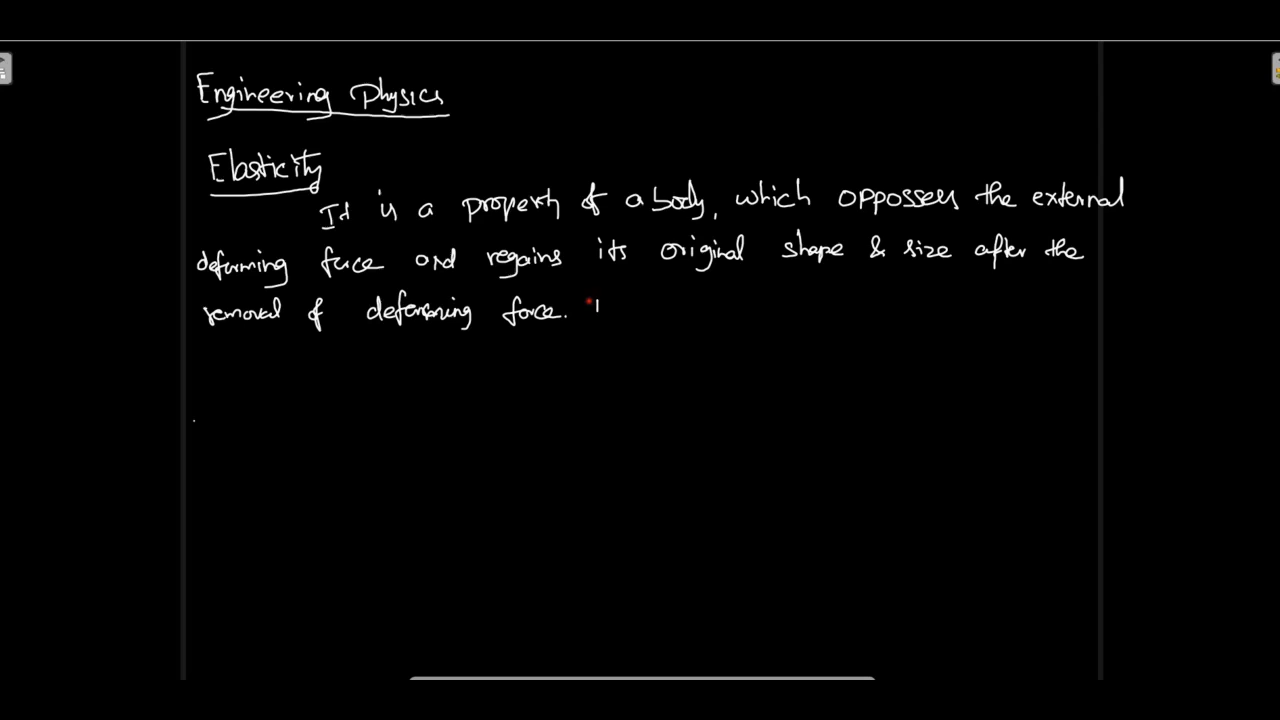 Engineering Physics
Elasticity
It is a property of a body, which oppossess the external
deforming force and regains its original shape & size after the
removal of deforming force.